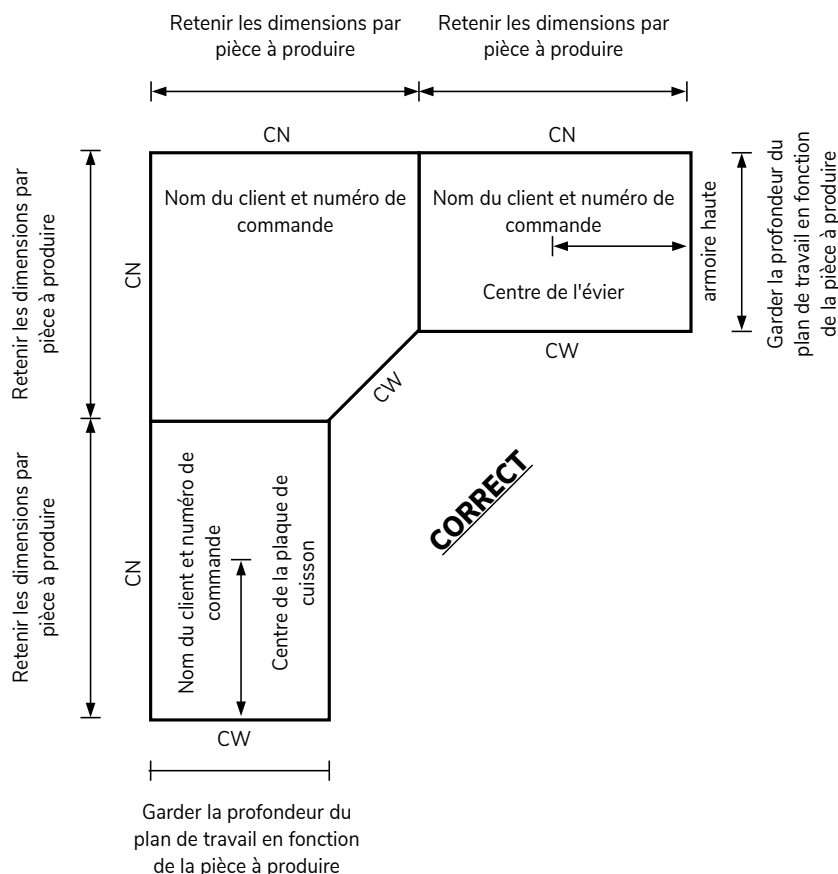 Retenir les dimensions par
pièce à produire
Retenir les dimensions par
pièce à produire
CN
CN
Nom du client et numéro de
commande
Nom du client et numéro de
commande
Centre de l'évier
armoire haute
Garder la profondeur du
plan de travail en fonction
de la pièce à produire
Retenir les dimensions par
pièce à produire
CN
CW
CW
CORRECT
Retenir les dimensions par
pièce à produire
CN
Nom du client et numéro de
commande
Centre de la plaque de
cuisson
CW
Garder la profondeur du
plan de travail en fonction
de la pièce à produire